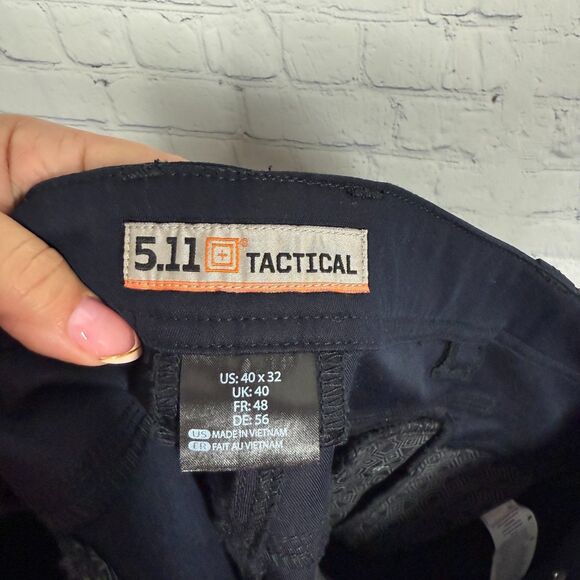 5.11® TACTICAL
US: 40 x 32
UK: 40
FR: 48
DE: 56
US MADE IN VIETNAM
FR FAIT AU VIETNAM